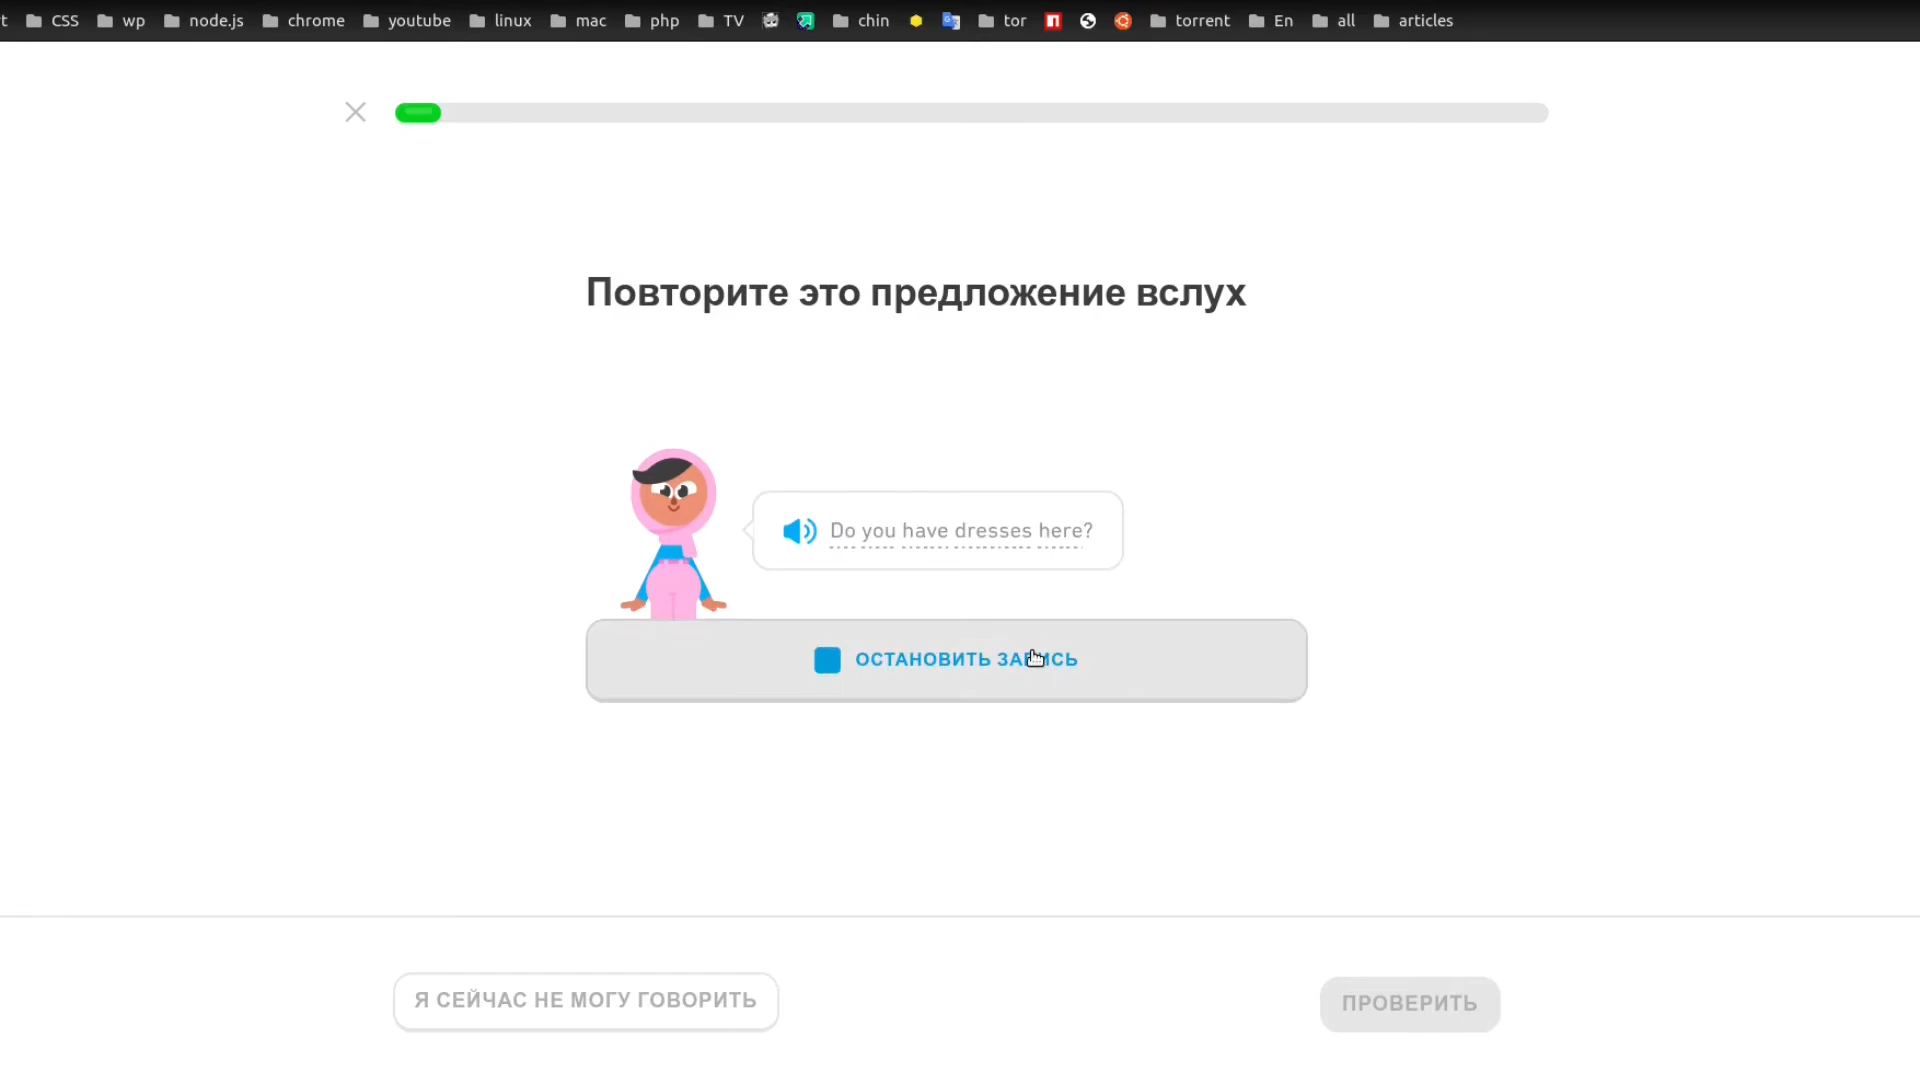 t CSS wp node.js chrome youtube linux mac php TV chin tor torrent En all articles
Повторите это предложение вслух
Do you have dresses here?
ОСТАНОВИТЬ ЗАПИСЬ
Я СЕЙЧАС НЕ МОГУ ГОВОРИТЬ
ПРОВЕРИТЬ